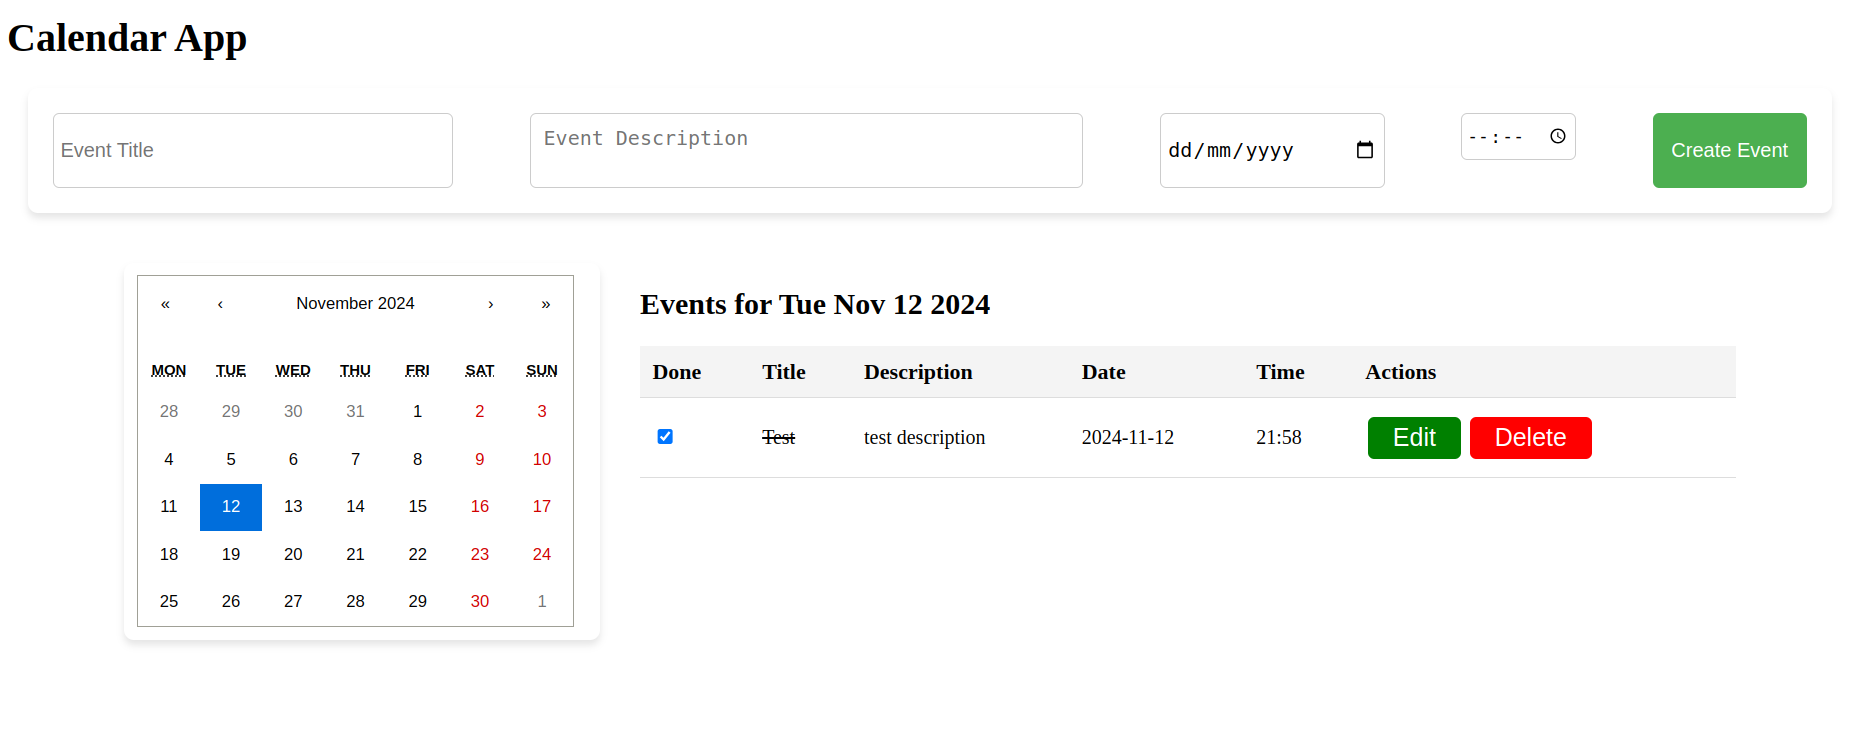 Calendar App
Event Title
Event Description
dd/mm/yyyy
--:--
Create Event
« ‹ November 2024 › »
MON TUE WED THU FRI SAT SUN
28 29 30 31 1 2 3
4 5 6 7 8 9 10
11 12 13 14 15 16 17
18 19 20 21 22 23 24
25 26 27 28 29 30 1
Events for Tue Nov 12 2024
Done Title Description Date Time Actions
Test test description 2024-11-12 21:58 Edit Delete